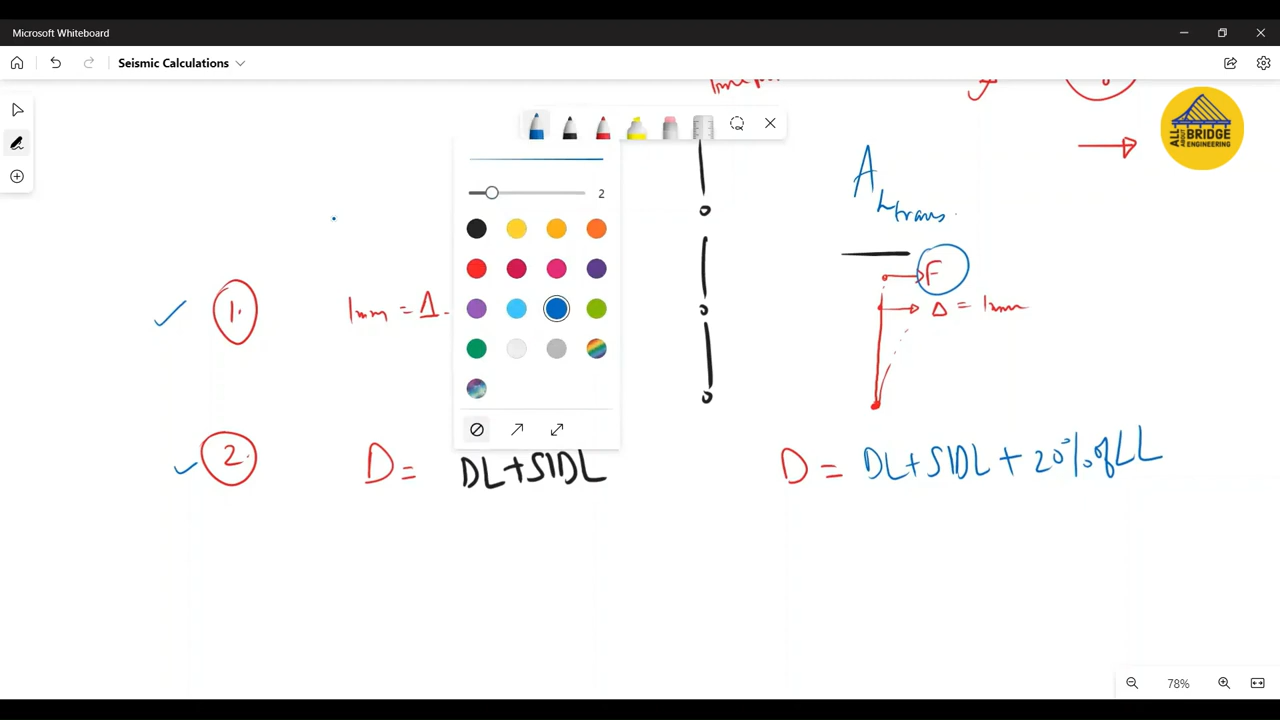 Microsoft Whiteboard
Seismic Calculations
ALL ABOUT
BRIDGE
ENGINEERING
A h trans.
2
F
1. 1mm = Δ. Δ = 1mm
2. D = DL+SIDL D = DL+SIDL+20% of LL
78%